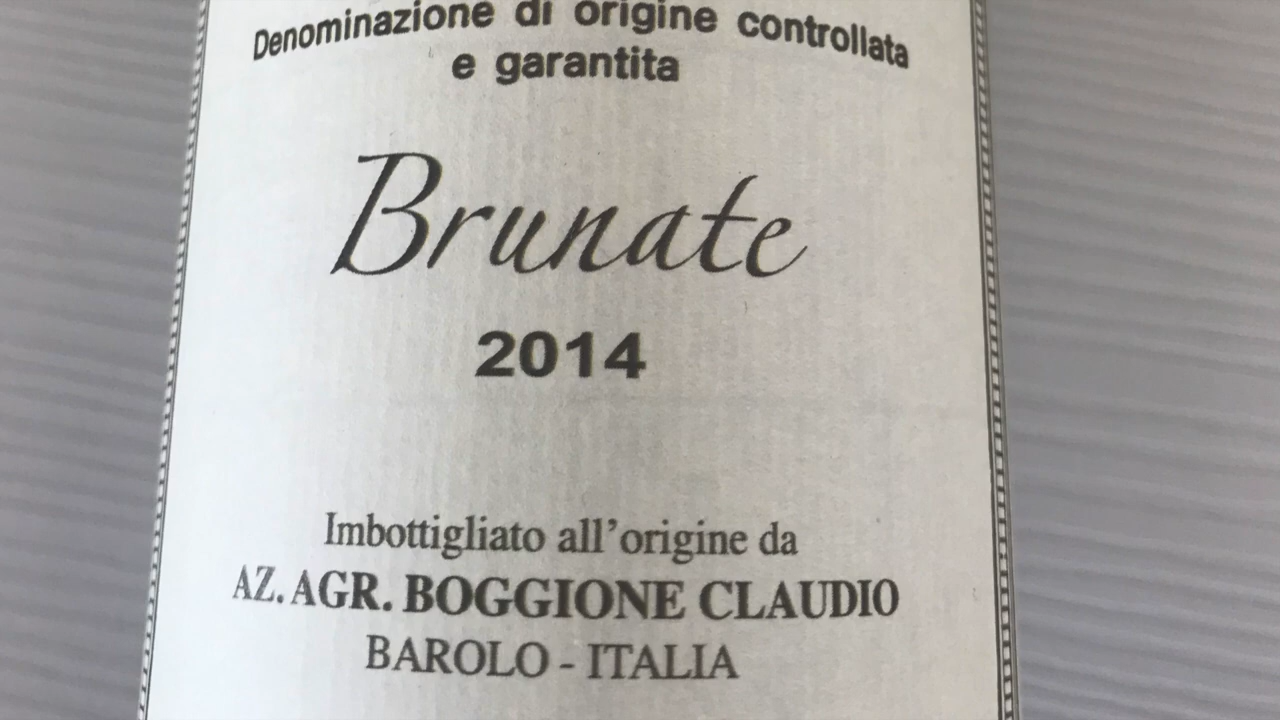 Denominazione di origine controllata
e garantita
Brunate
2014
Imbottigliato all'origine da
AZ. AGR. BOGGIONE CLAUDIO
BAROLO - ITALIA